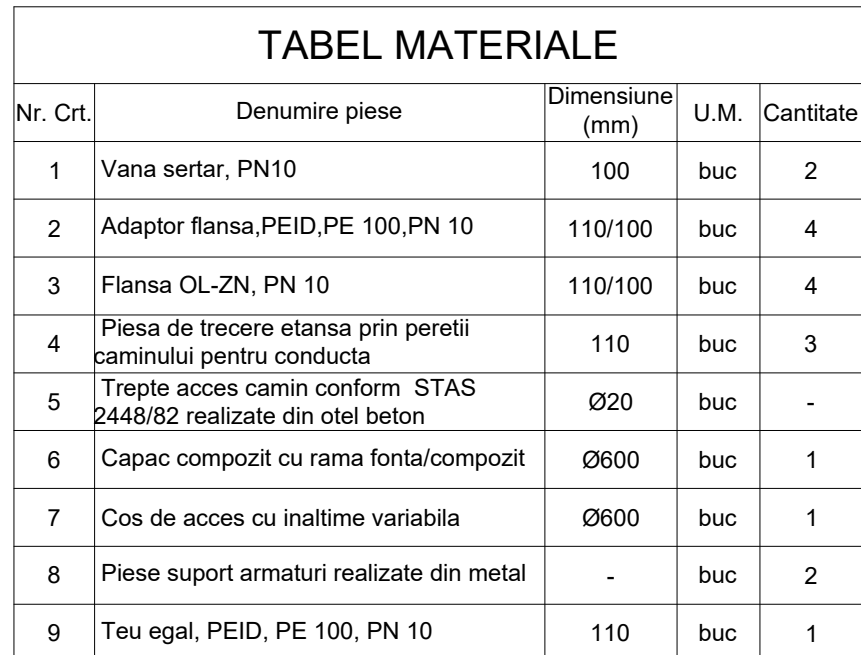 TABEL MATERIALE
Nr. Crt. Denumire piese Dimensiune (mm) U.M. Cantitate
1 Vana sertar, PN10 100 buc 2
2 Adaptor flansa,PEID,PE 100,PN 10 110/100 buc 4
3 Flansa OL-ZN, PN 10 110/100 buc 4
4 Piesa de trecere etansa prin peretii
caminului pentru conducta 110 buc 3
5 Trepte acces camin conform STAS
2448/82 realizate din otel beton Ø20 buc -
6 Capac compozit cu rama fonta/compozit Ø600 buc 1
7 Cos de acces cu inaltime variabila Ø600 buc 1
8 Piese suport armaturi realizate din metal - buc 2
9 Teu egal, PEID, PE 100, PN 10 110 buc 1